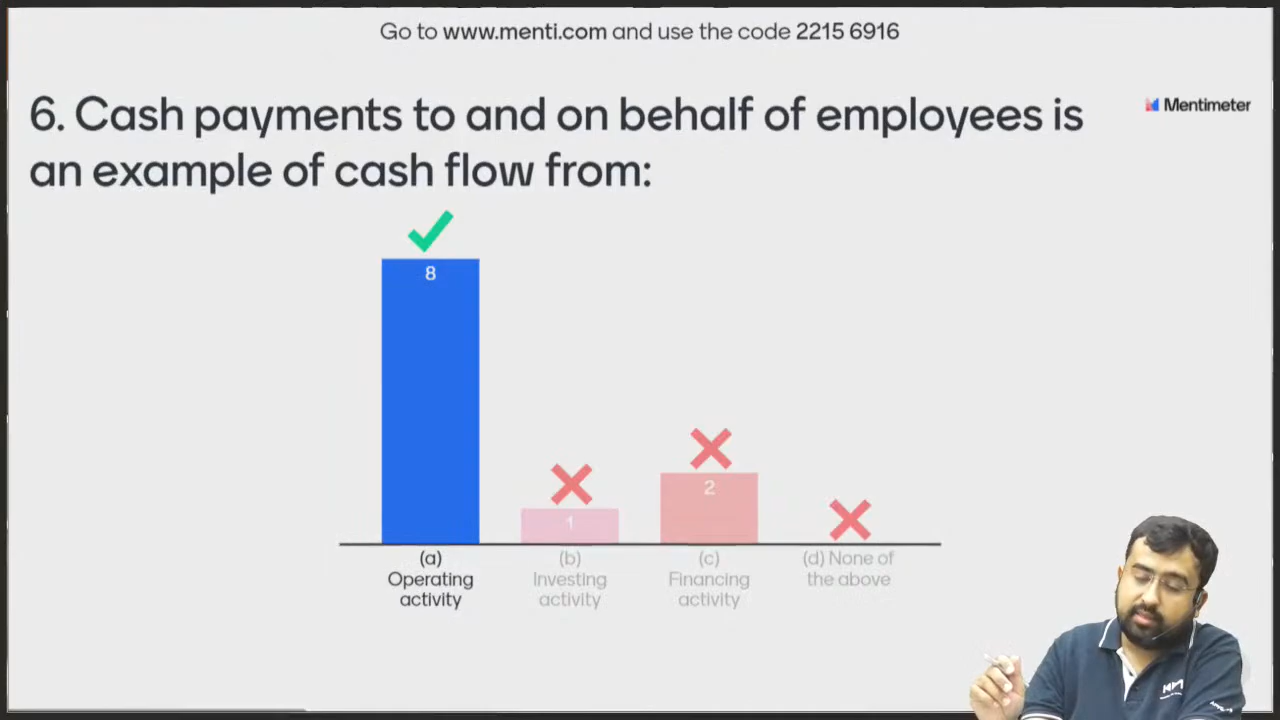 Go to www.menti.com and use the code 2215 6916
6. Cash payments to and on behalf of employees is
an example of cash flow from:
Mentimeter
8
1
2
(a)
Operating
activity
(b)
Investing
activity
(c)
Financing
activity
(d) None of
the above